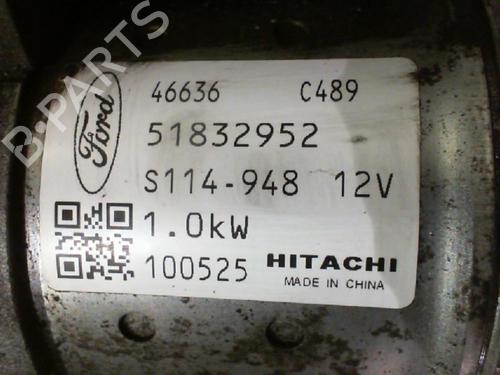 46636 C489
Ford
51832952
S114-948 12V
1.0kW
100525 HITACHI
MADE IN CHINA
B-PARTS